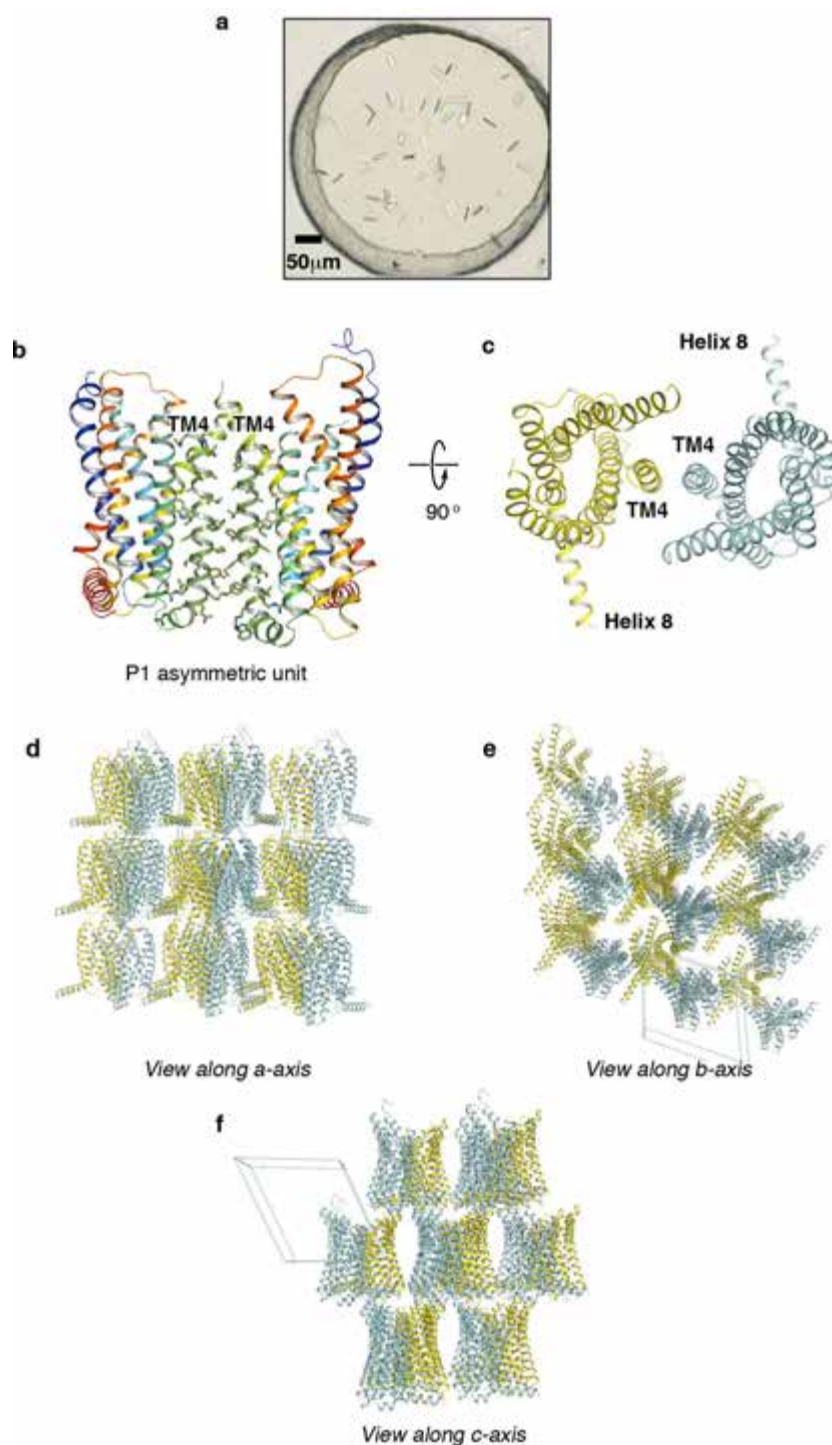 a
50μm
b
TM4 TM4
P1 asymmetric unit
90°
c
Helix 8
TM4
TM4
Helix 8
d
View along a-axis
e
View along b-axis
f
View along c-axis